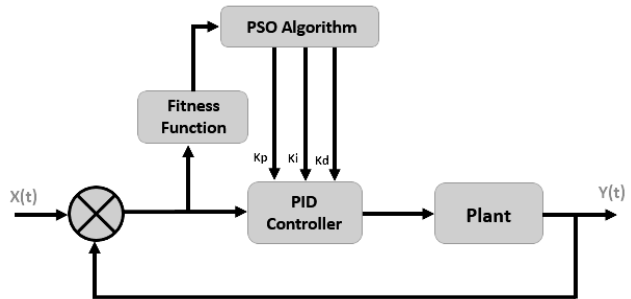 PSO Algorithm
Fitness
Function
Kp Ki Kd
X(t)
PID
Controller
Plant
Y(t)